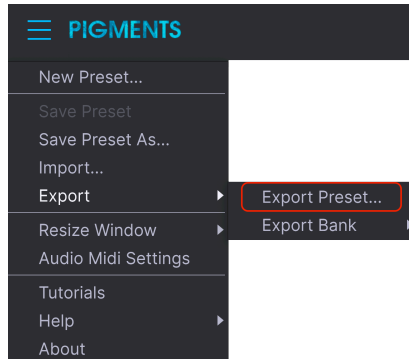 PIGMENTS
New Preset...
Save Preset
Save Preset As...
Import...
Export
Export Preset...
Export Bank
Resize Window
Audio Midi Settings
Tutorials
Help
About